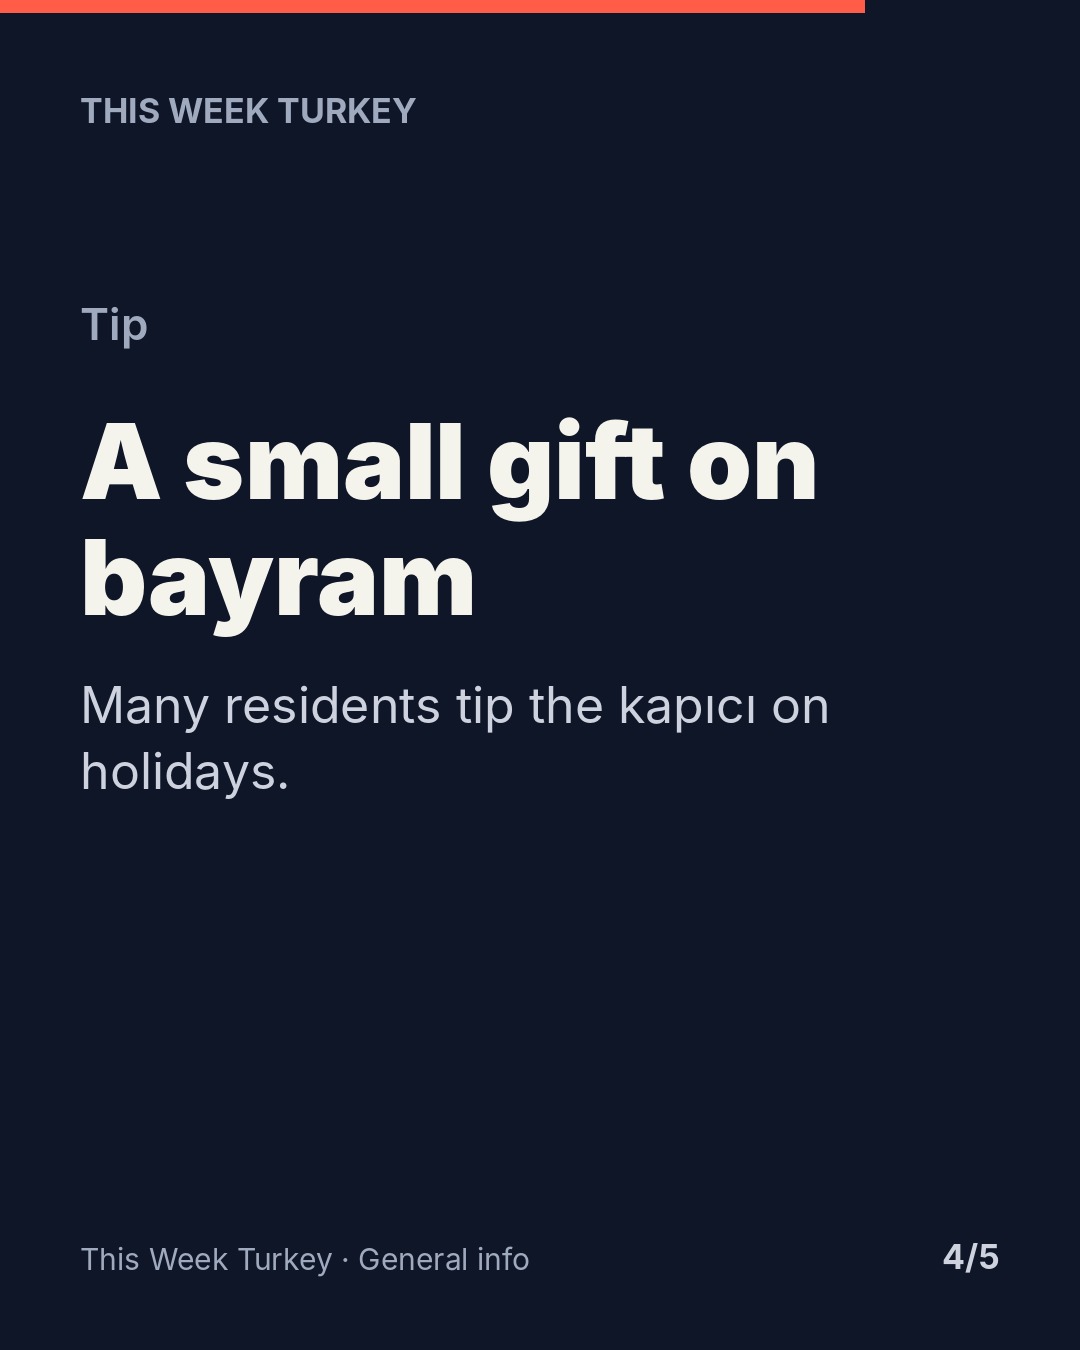 THIS WEEK TURKEY
Tip
A small gift on
bayram
Many residents tip the kapıcı on
holidays.
This Week Turkey · General info
4/5